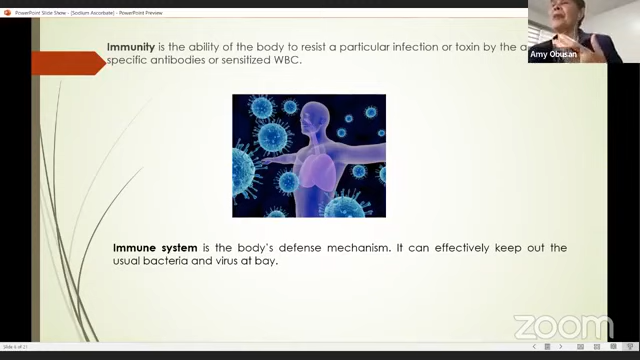 PowerPoint Slide Show - [Sodium Ascorbate] - PowerPoint Preview
Immunity is the ability of the body to resist a particular infection or toxin by the a
specific antibodies or sensitized WBC.
Amy Obusan
Immune system is the body's defense mechanism. It can effectively keep out the
usual bacteria and virus at bay.
Slide 6 of 21
zoom